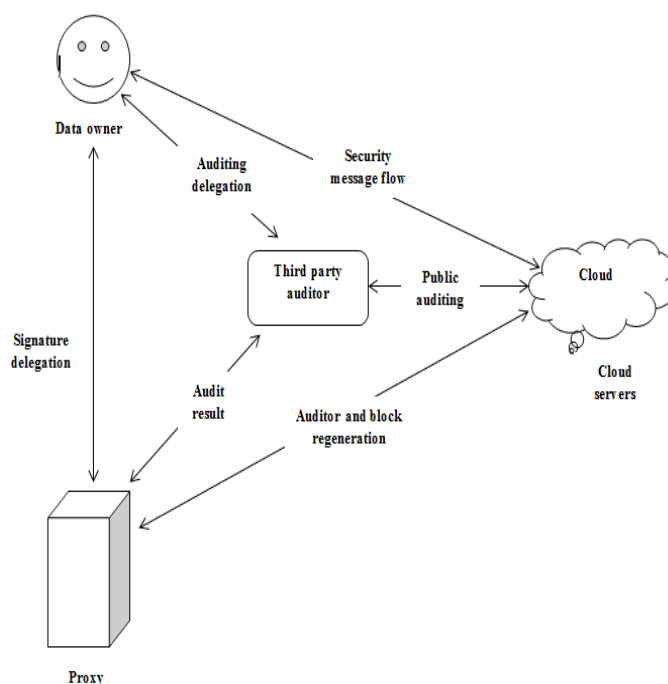 Data owner
Auditing
delegation
Security
message flow
Third party
auditor
Public
auditing
Cloud
Signature
delegation
Audit
result
Auditor and block
regeneration
Cloud
servers
Proxy